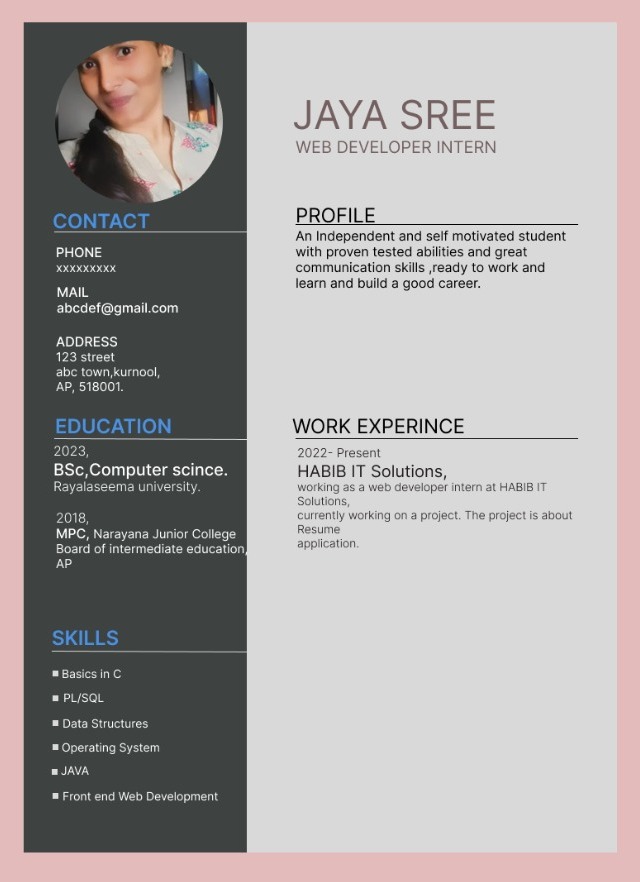 JAYA SREE
WEB DEVELOPER INTERN
CONTACT
PHONE
xxxxxxxxx
MAIL
abcdef@gmail.com
ADDRESS
123 street
abc town,kurnool,
AP, 518001.
EDUCATION
2023,
BSc,Computer scince.
Rayalaseema university.
2018,
MPC, Narayana Junior College
Board of intermediate education,
AP
SKILLS
Basics in C
PL/SQL
Data Structures
Operating System
JAVA
Front end Web Development
PROFILE
An Independent and self motivated student
with proven tested abilities and great
communication skills ,ready to work and
learn and build a good career.
WORK EXPERINCE
2022- Present
HABIB IT Solutions,
working as a web developer intern at HABIB IT
Solutions,
currently working on a project. The project is about
Resume
application.